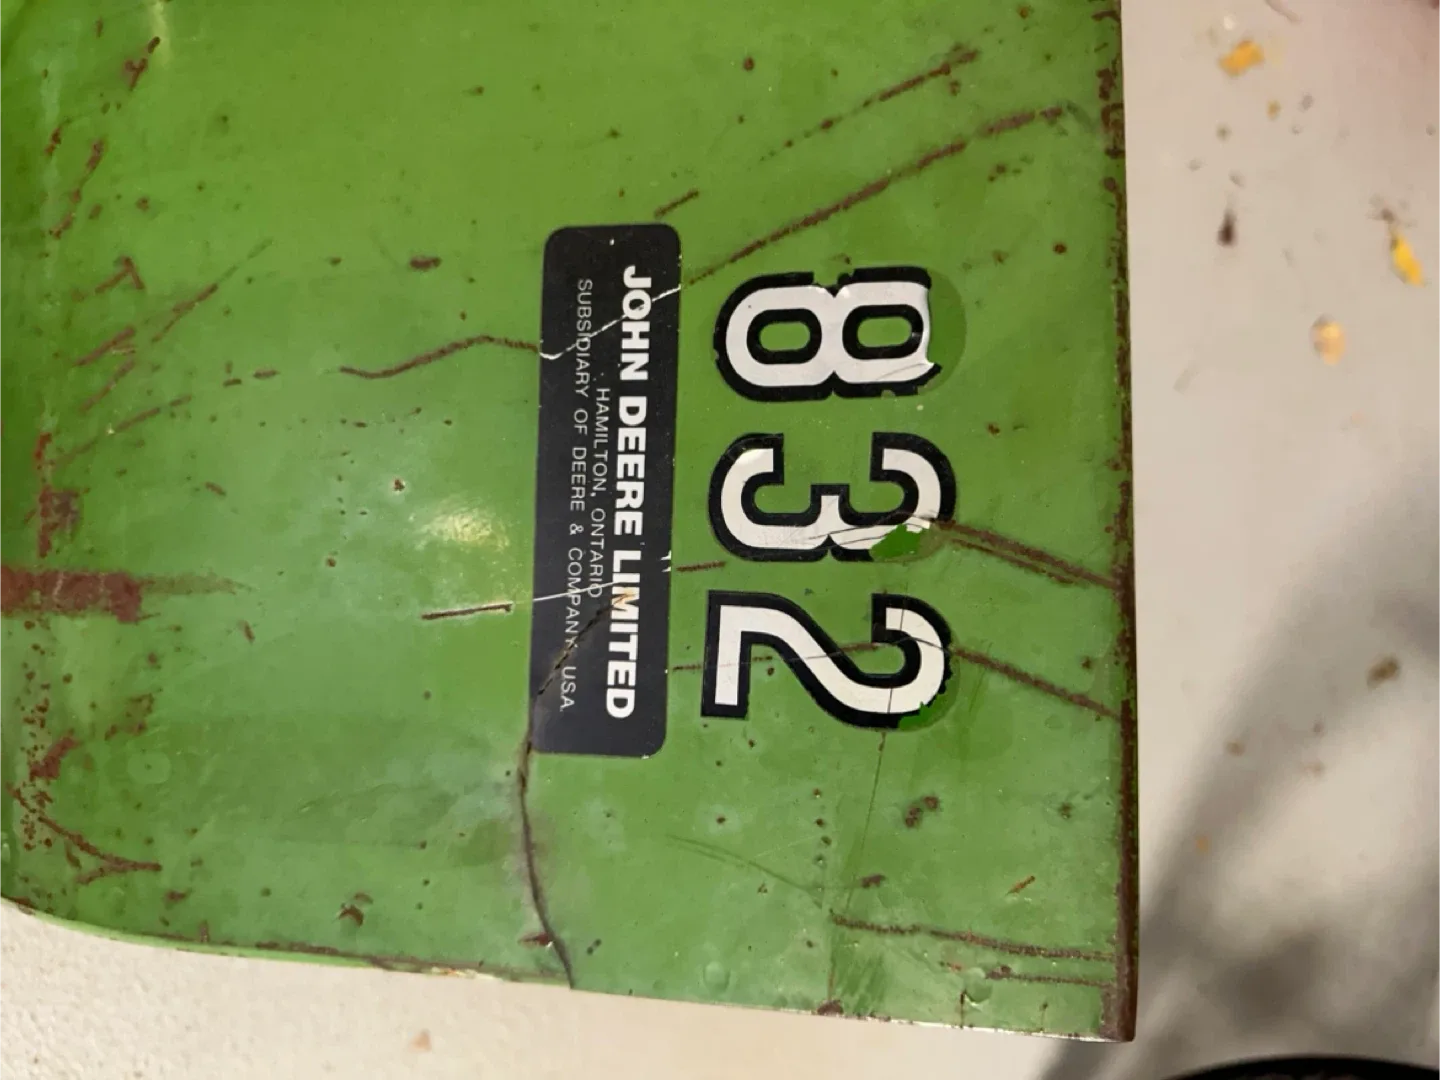 832
JOHN DEERE LIMITED
HAMILTON, ONTARIO
SUBSIDIARY OF DEERE & COMPANY, U.S.A.